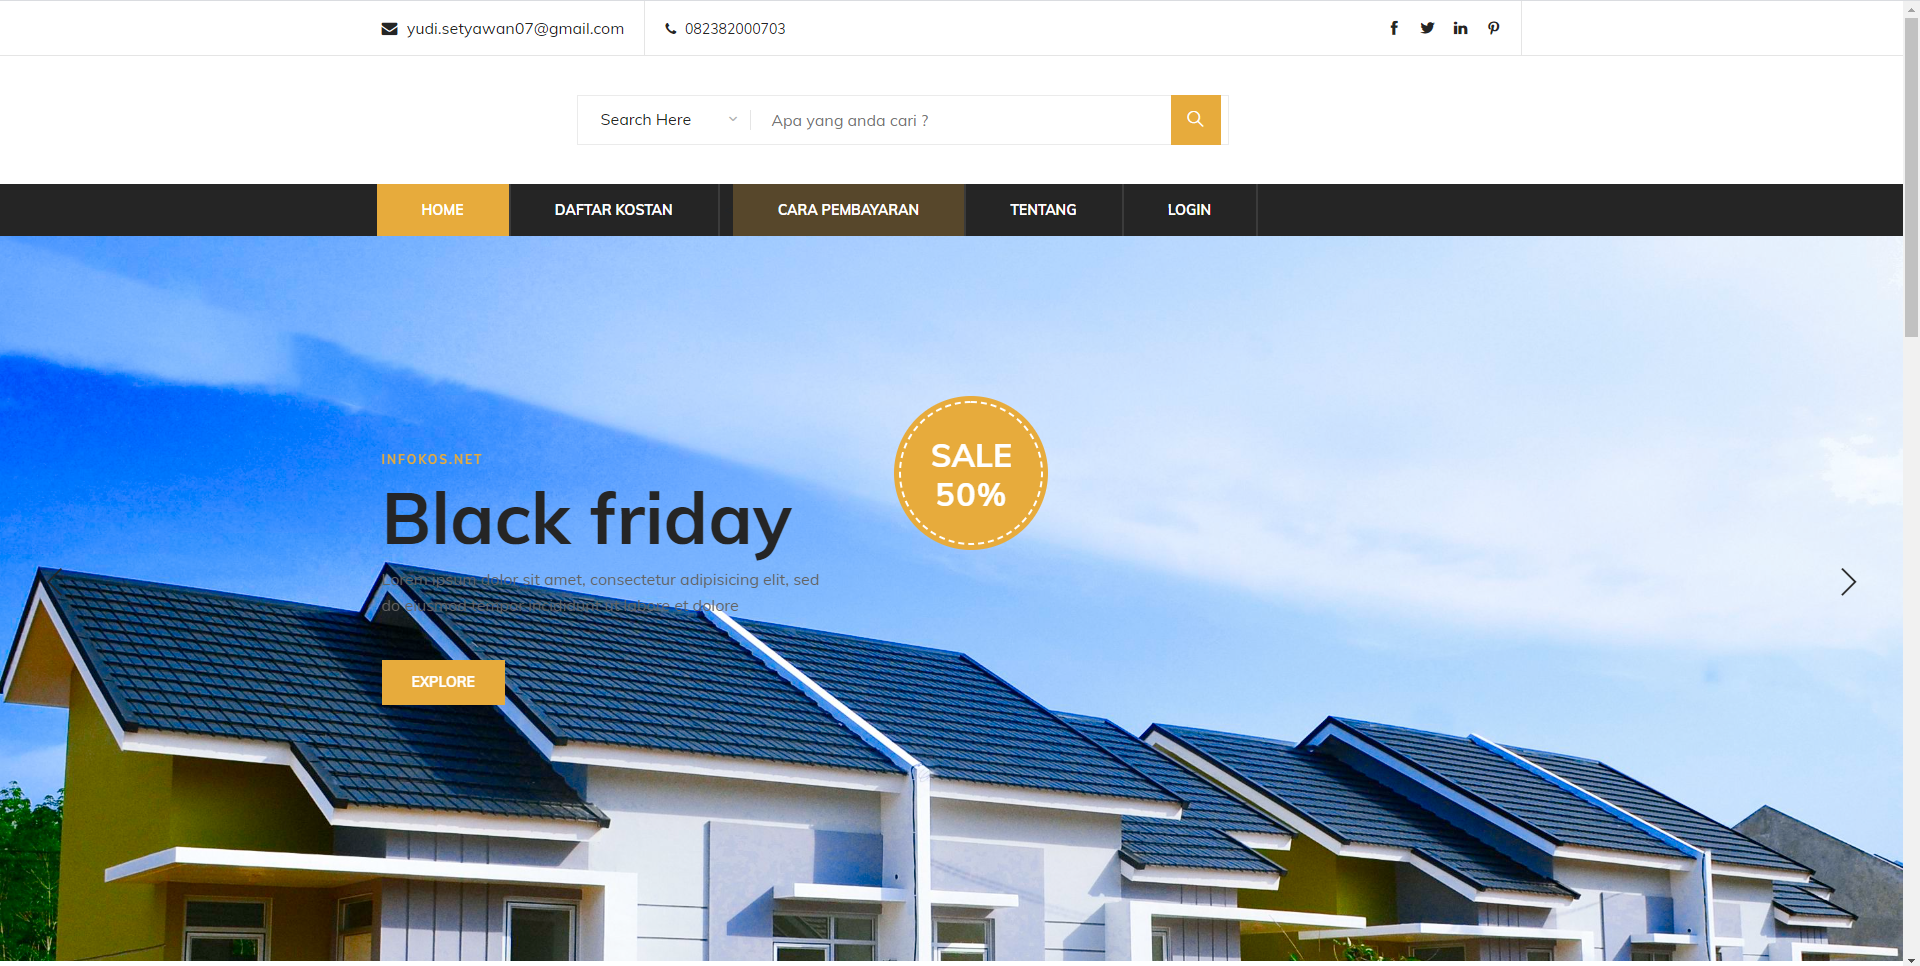 yudi.setyawan07@gmail.com
082382000703
Search Here
Apa yang anda cari ?
HOME
DAFTAR KOSTAN
CARA PEMBAYARAN
TENTANG
LOGIN
SALE
50%
INFOKOS.NET
Black friday
Lorem ipsum dolor sit amet, consectetur adipisicing elit, sed
do eiusmod tempor incididunt ut labore et dolore
EXPLORE